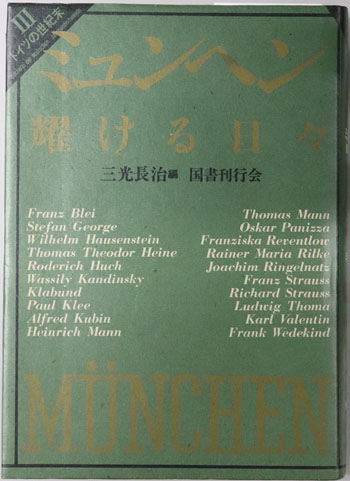 III
ドイツの世紀末
ミュンヘン
耀ける日々
三光長治編 国書刊行会
Franz Blei
Stefan George
Wilhelm Hausenstein
Thomas Theodor Heine
Roderich Huch
Wassily Kandinsky
Klabund
Paul Klee
Alfred Kubin
Heinrich Mann
Thomas Mann
Oskar Panizza
Franziska Reventlow
Rainer Maria Rilke
Joachim Ringelnatz
Franz Strauss
Richard Strauss
Ludwig Thoma
Karl Valentin
Frank Wedekind
MÜNCHEN